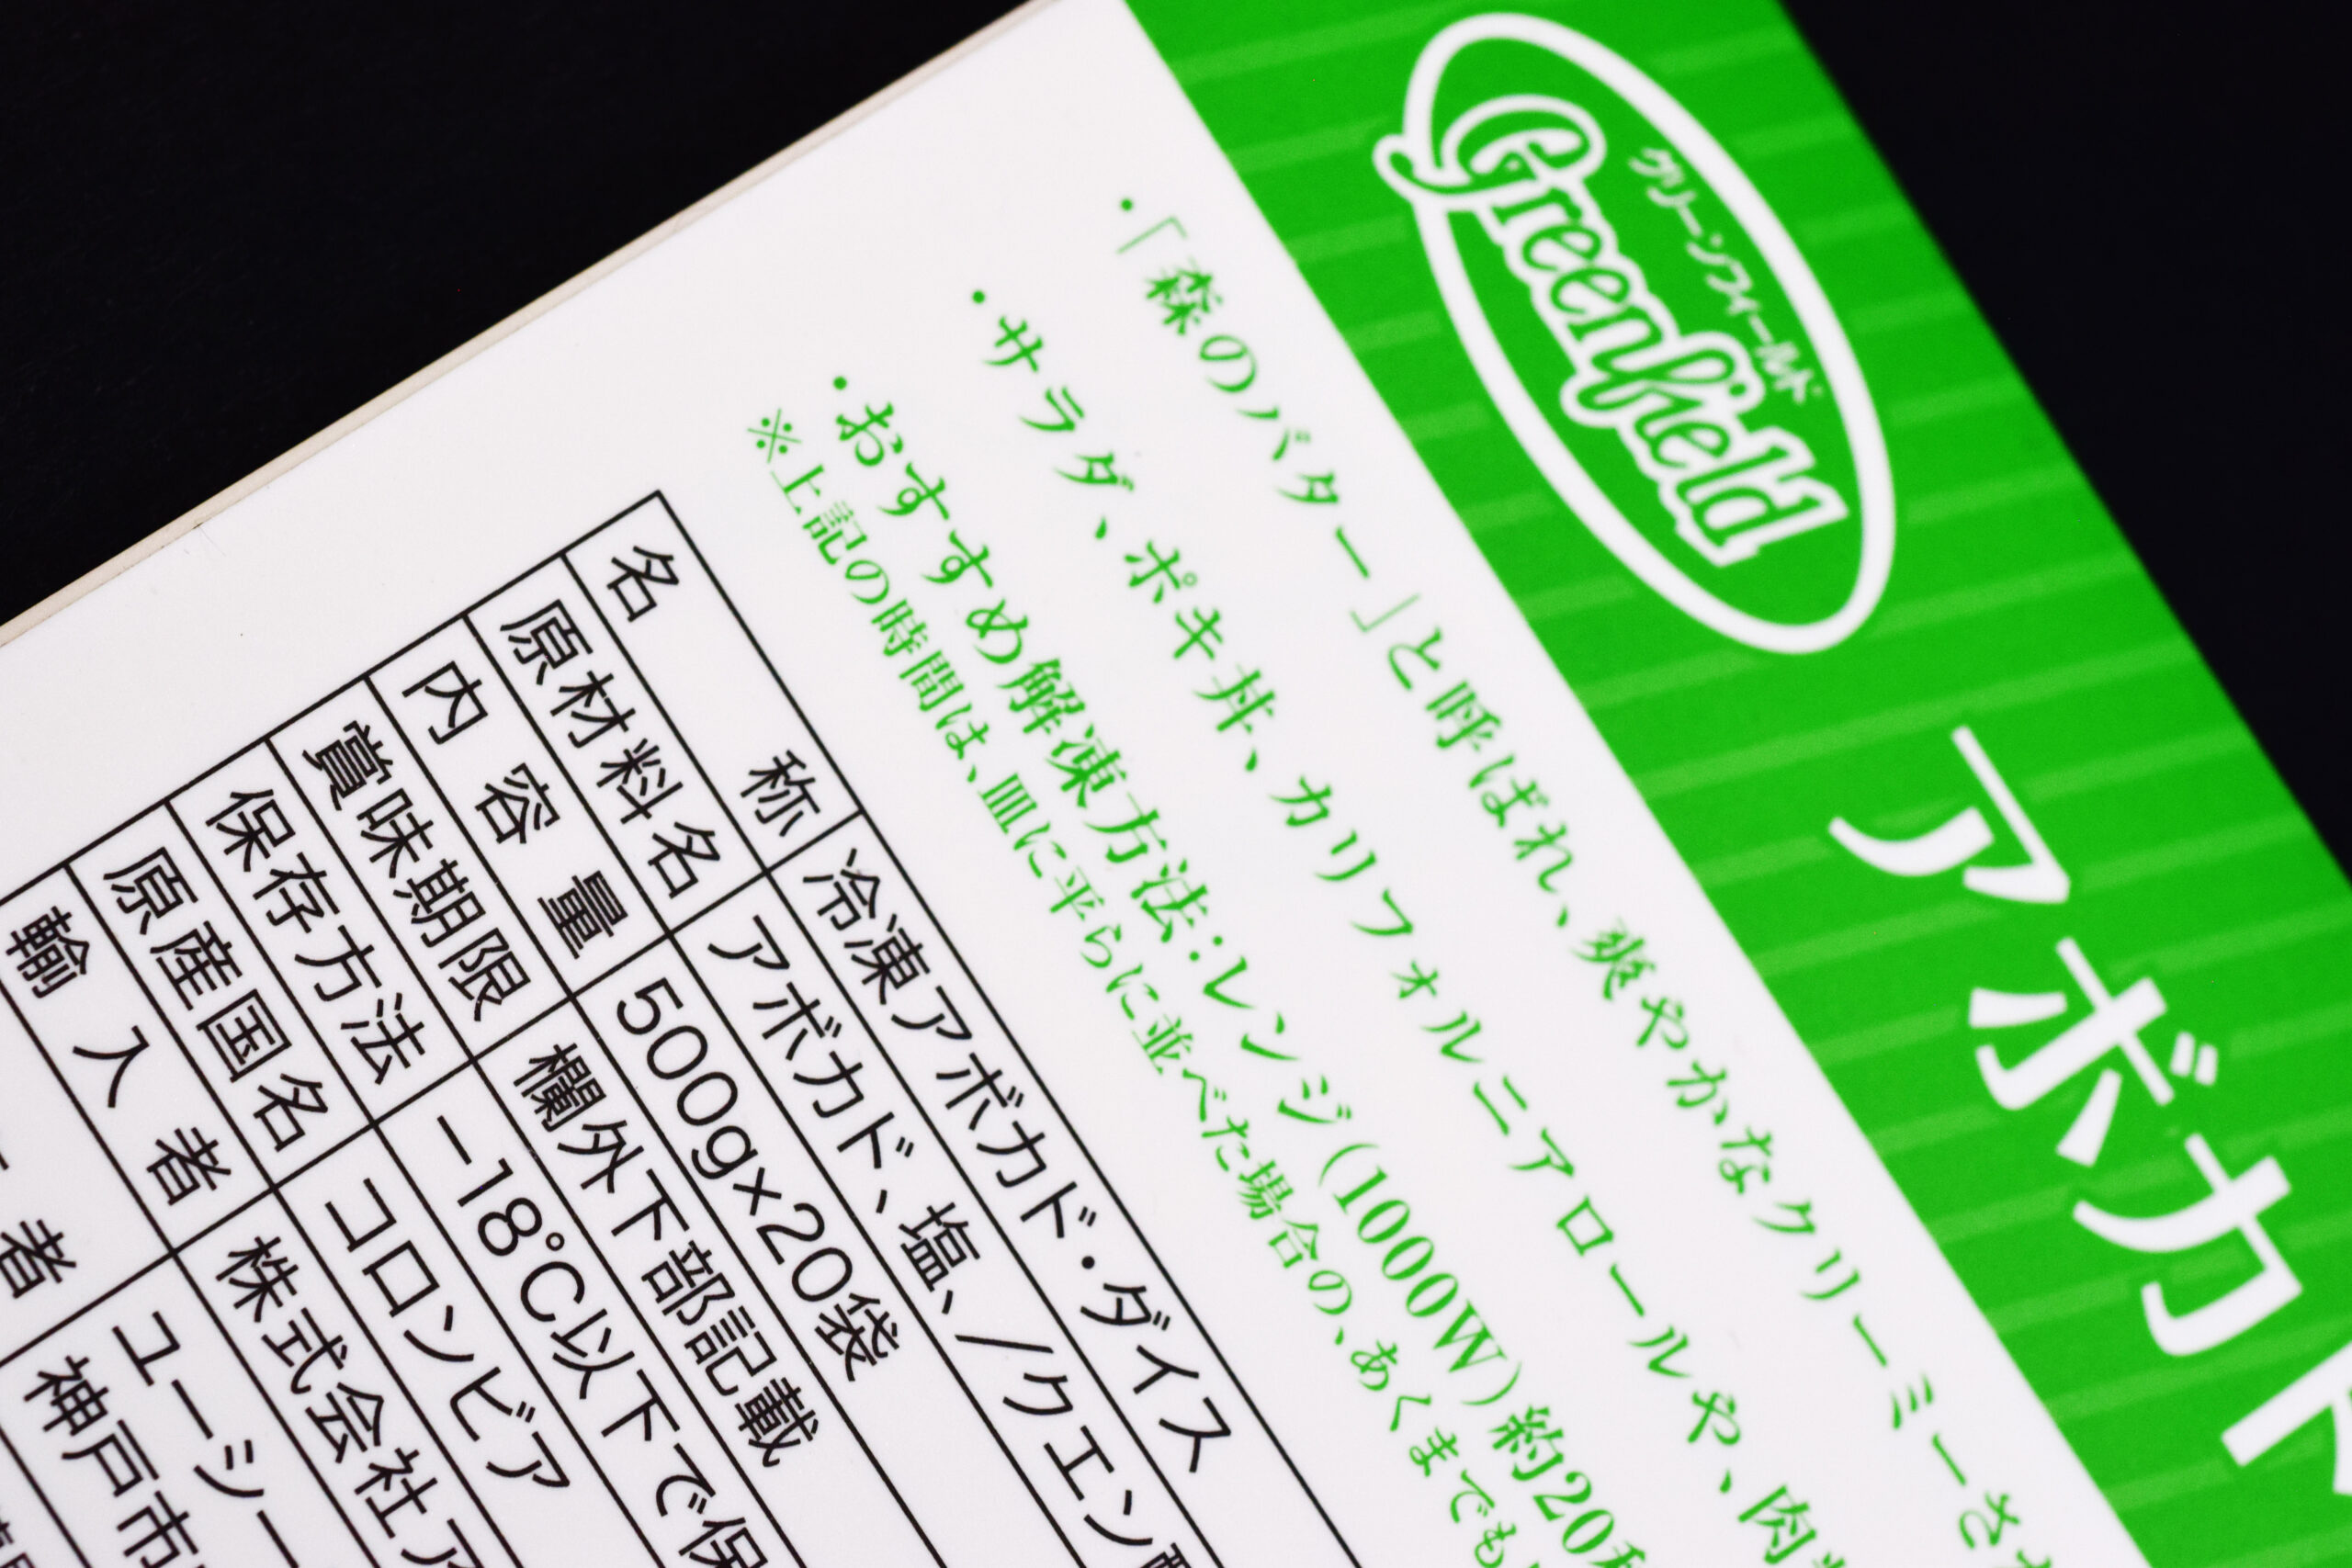 クリーンフィールド
Greenfield
アボカド
・「森のバター」と呼ばれ、爽やかなクリーミーさ
・サラダ、ポキ丼、カリフォルニアロールや、肉
・おすすめ解凍方法:レンジ(1000W)約20
※上記の時間は、皿に平らに並べた場合の、あくまでも
名称 冷凍アボカド・ダイス
原材料名 アボカド、塩、/クエン
内容量 500g×20袋
賞味期限 欄外下部記載
保存方法 −18℃以下で保
原産国名 コロンビア
輸入者 株式会社ア
者 ユーシー
神戸市